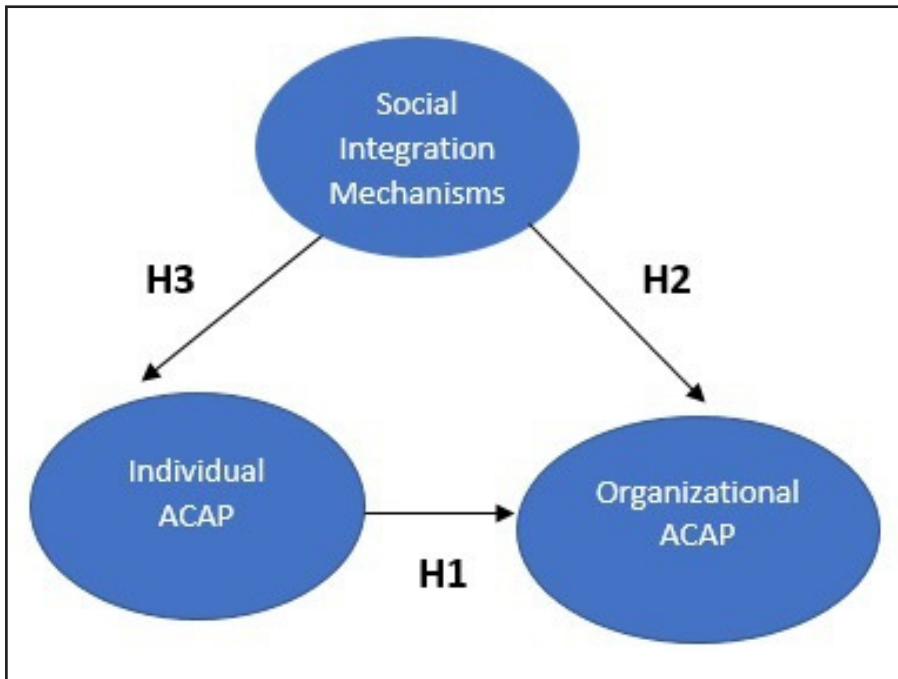 Social
Integration
Mechanisms
H3
H2
Individual
ACAP
Organizational
ACAP
H1